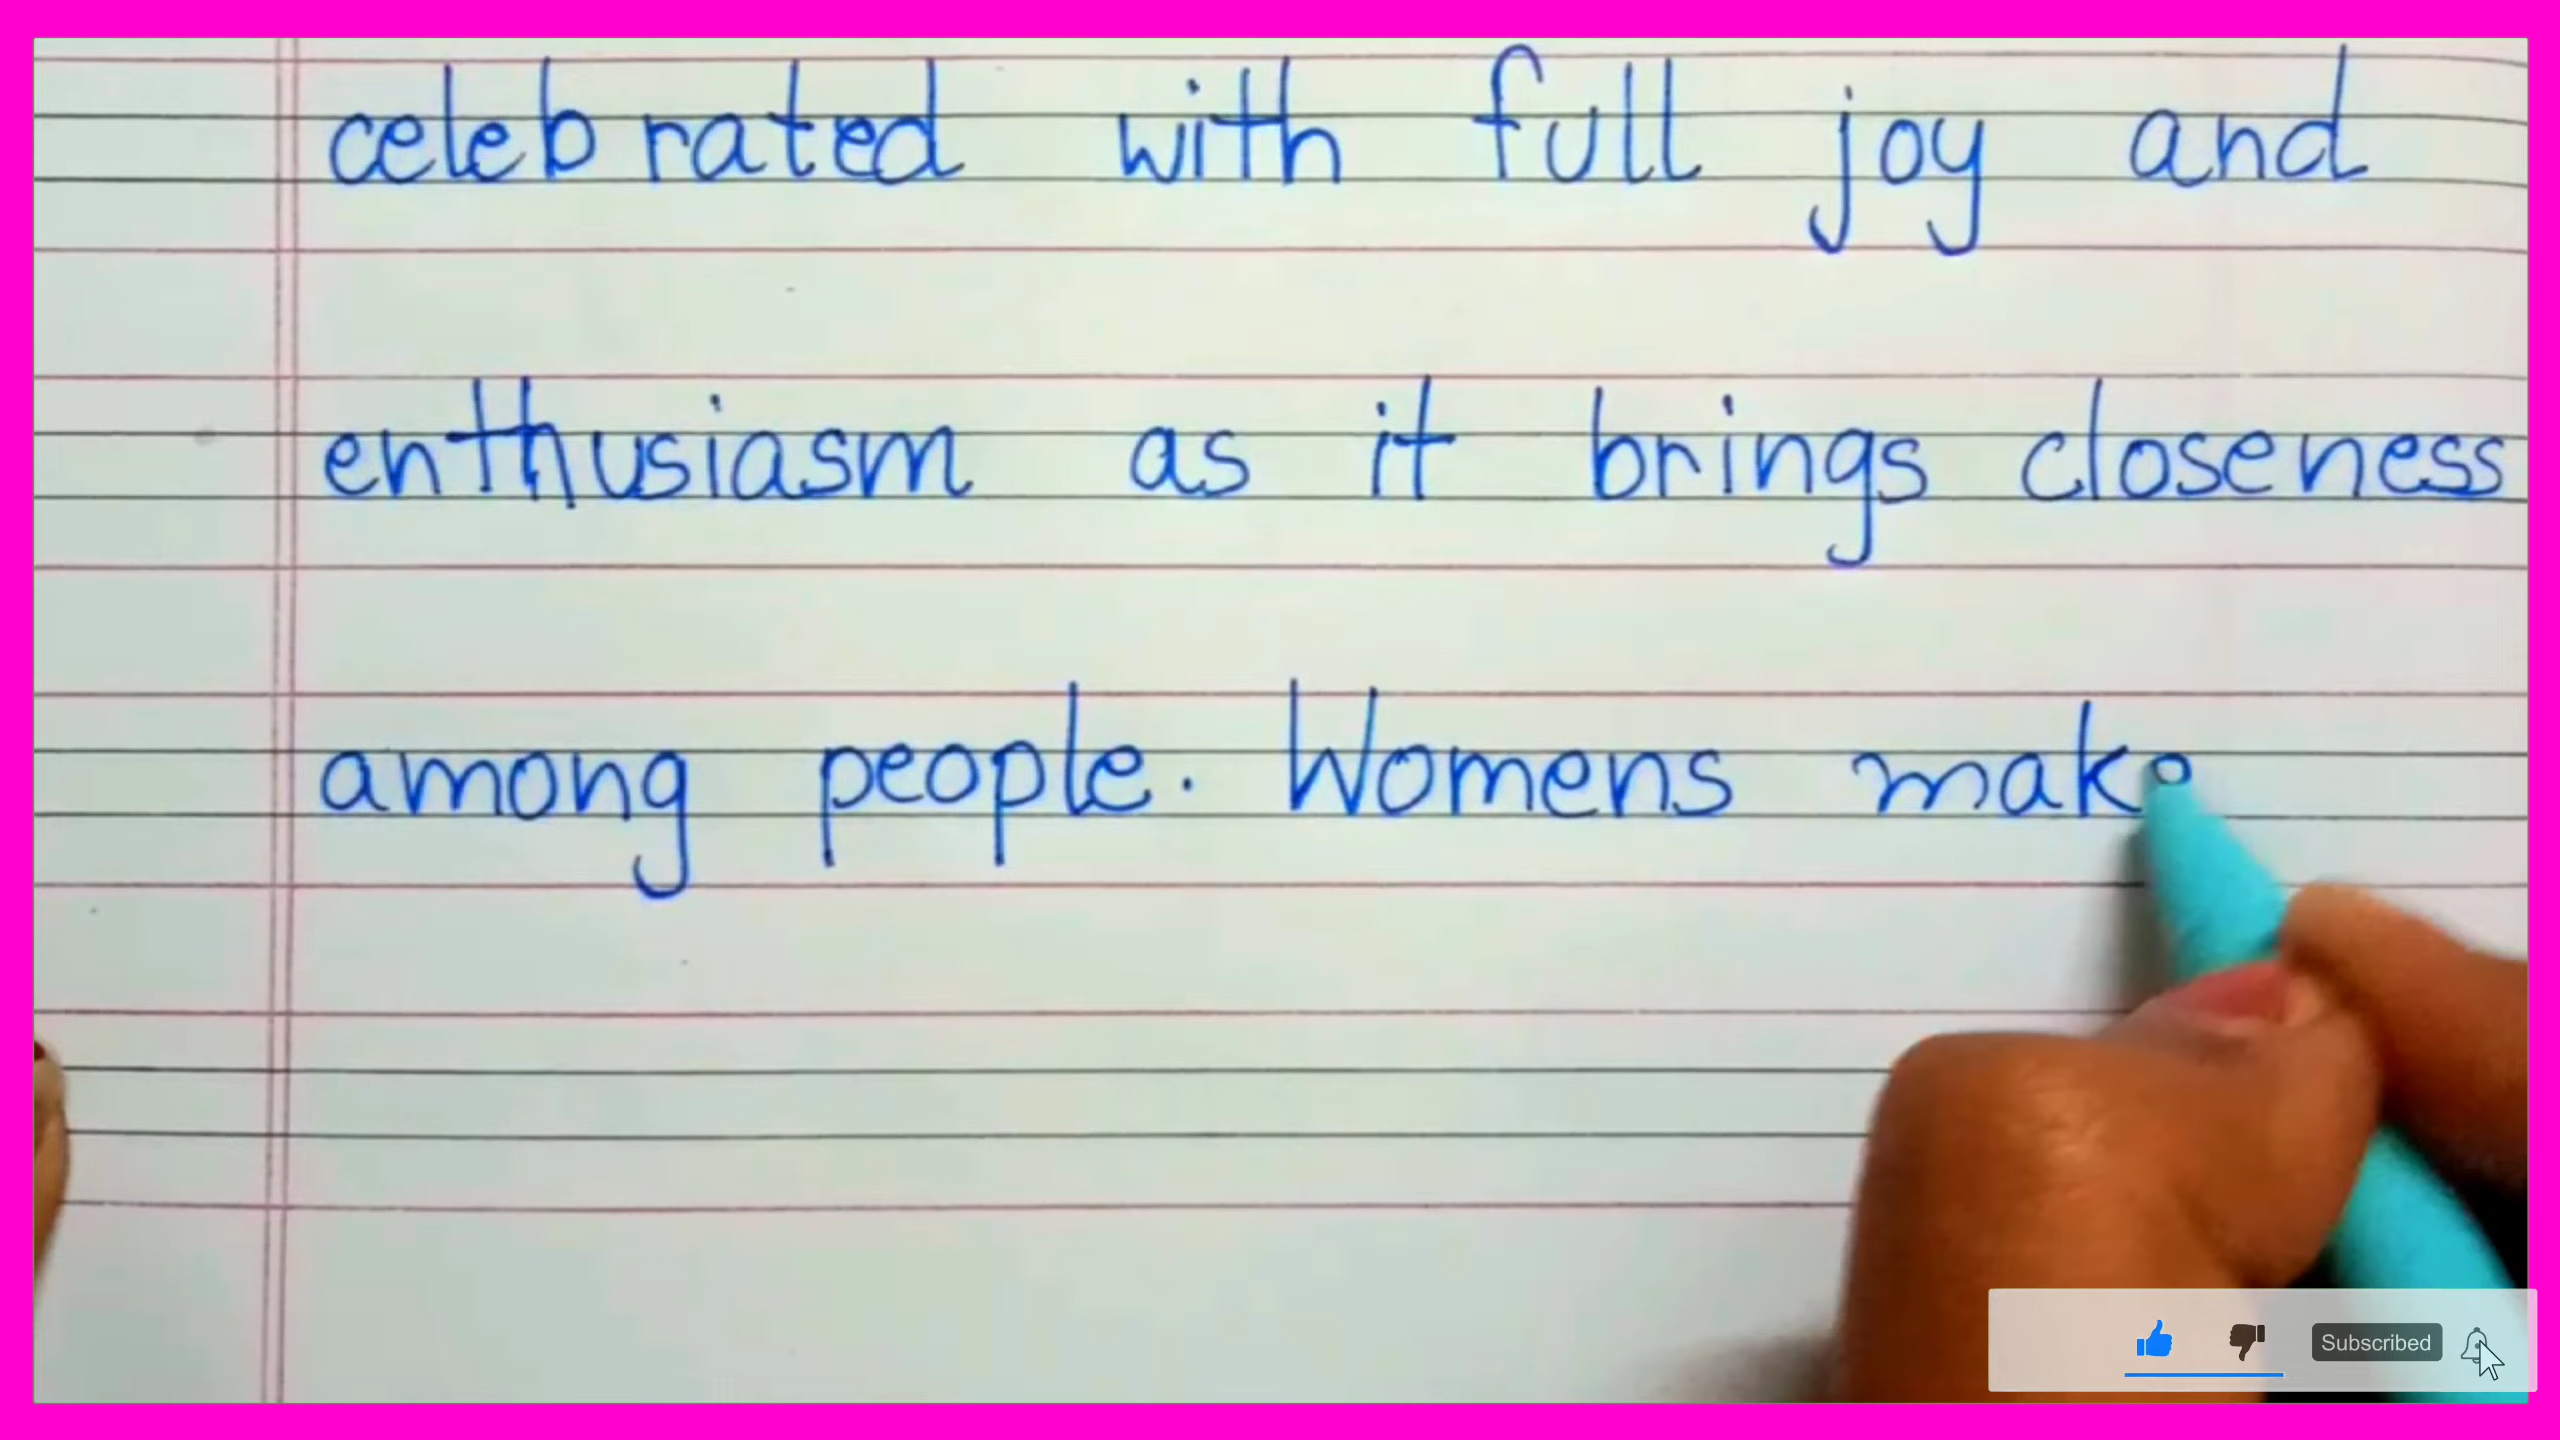 celebrated with full joy and
enthusiasm as it brings closeness
among people. Womens make
Subscribed